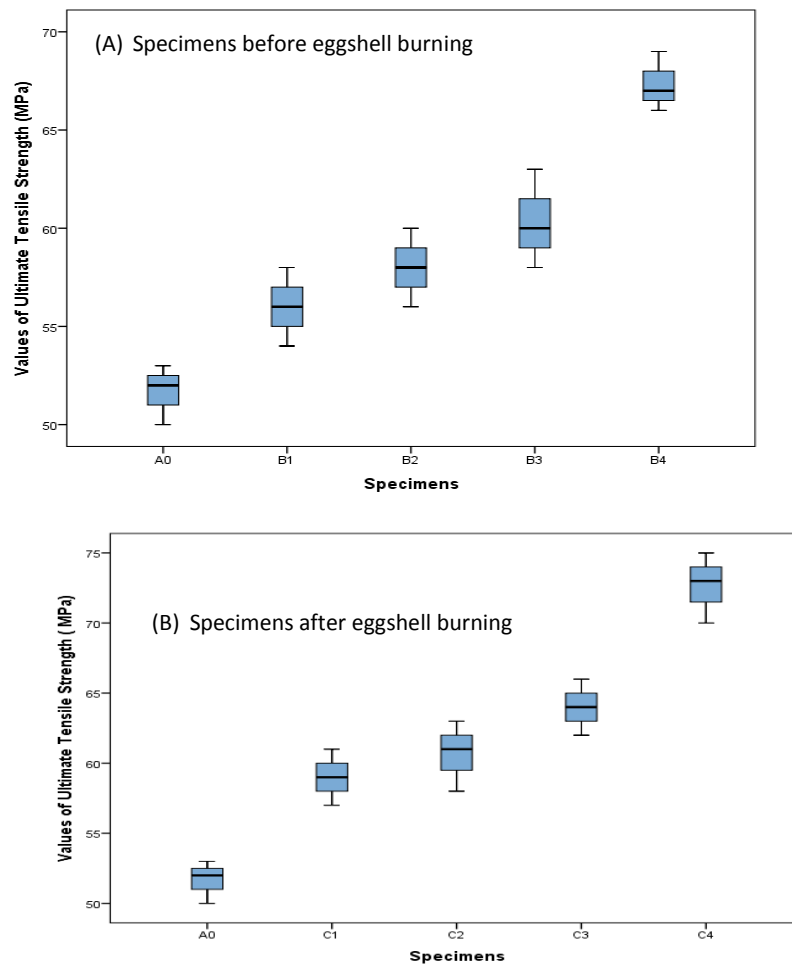 (A) Specimens before eggshell burning
Values of Ultimate Tensile Strength (MPa)
70
65
60
55
50
A0 B1 B2 B3 B4
Specimens
(B) Specimens after eggshell burning
Values of Ultimate Tensile Strength ( MPa)
75
70
65
60
55
50
A0 C1 C2 C3 C4
Specimens